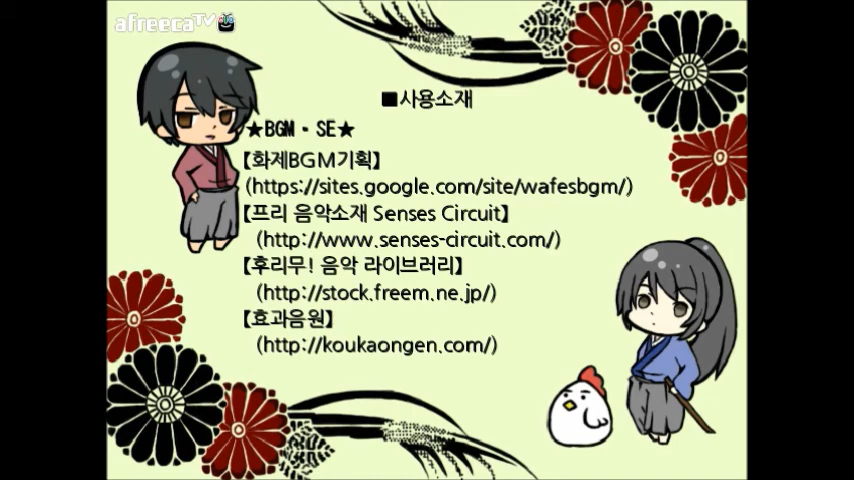 afreecaTV
■사용소재
★BGM・SE★
【화제BGM기획】
(https://sites.google.com/site/wafesbgm/)
【프리 음악소재 Senses Circuit】
(http://www.senses-circuit.com/)
【후리무! 음악 라이브러리】
(http://stock.freem.ne.jp/)
【효과음원】
(http://koukaongen.com/)